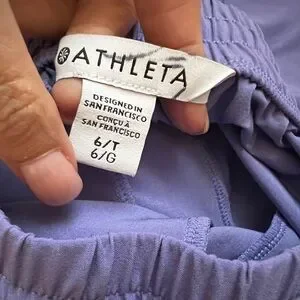 ATHLETA
DESIGNED IN
SAN FRANCISCO
CONÇU À
SAN FRANCISCO
6/T
6/G